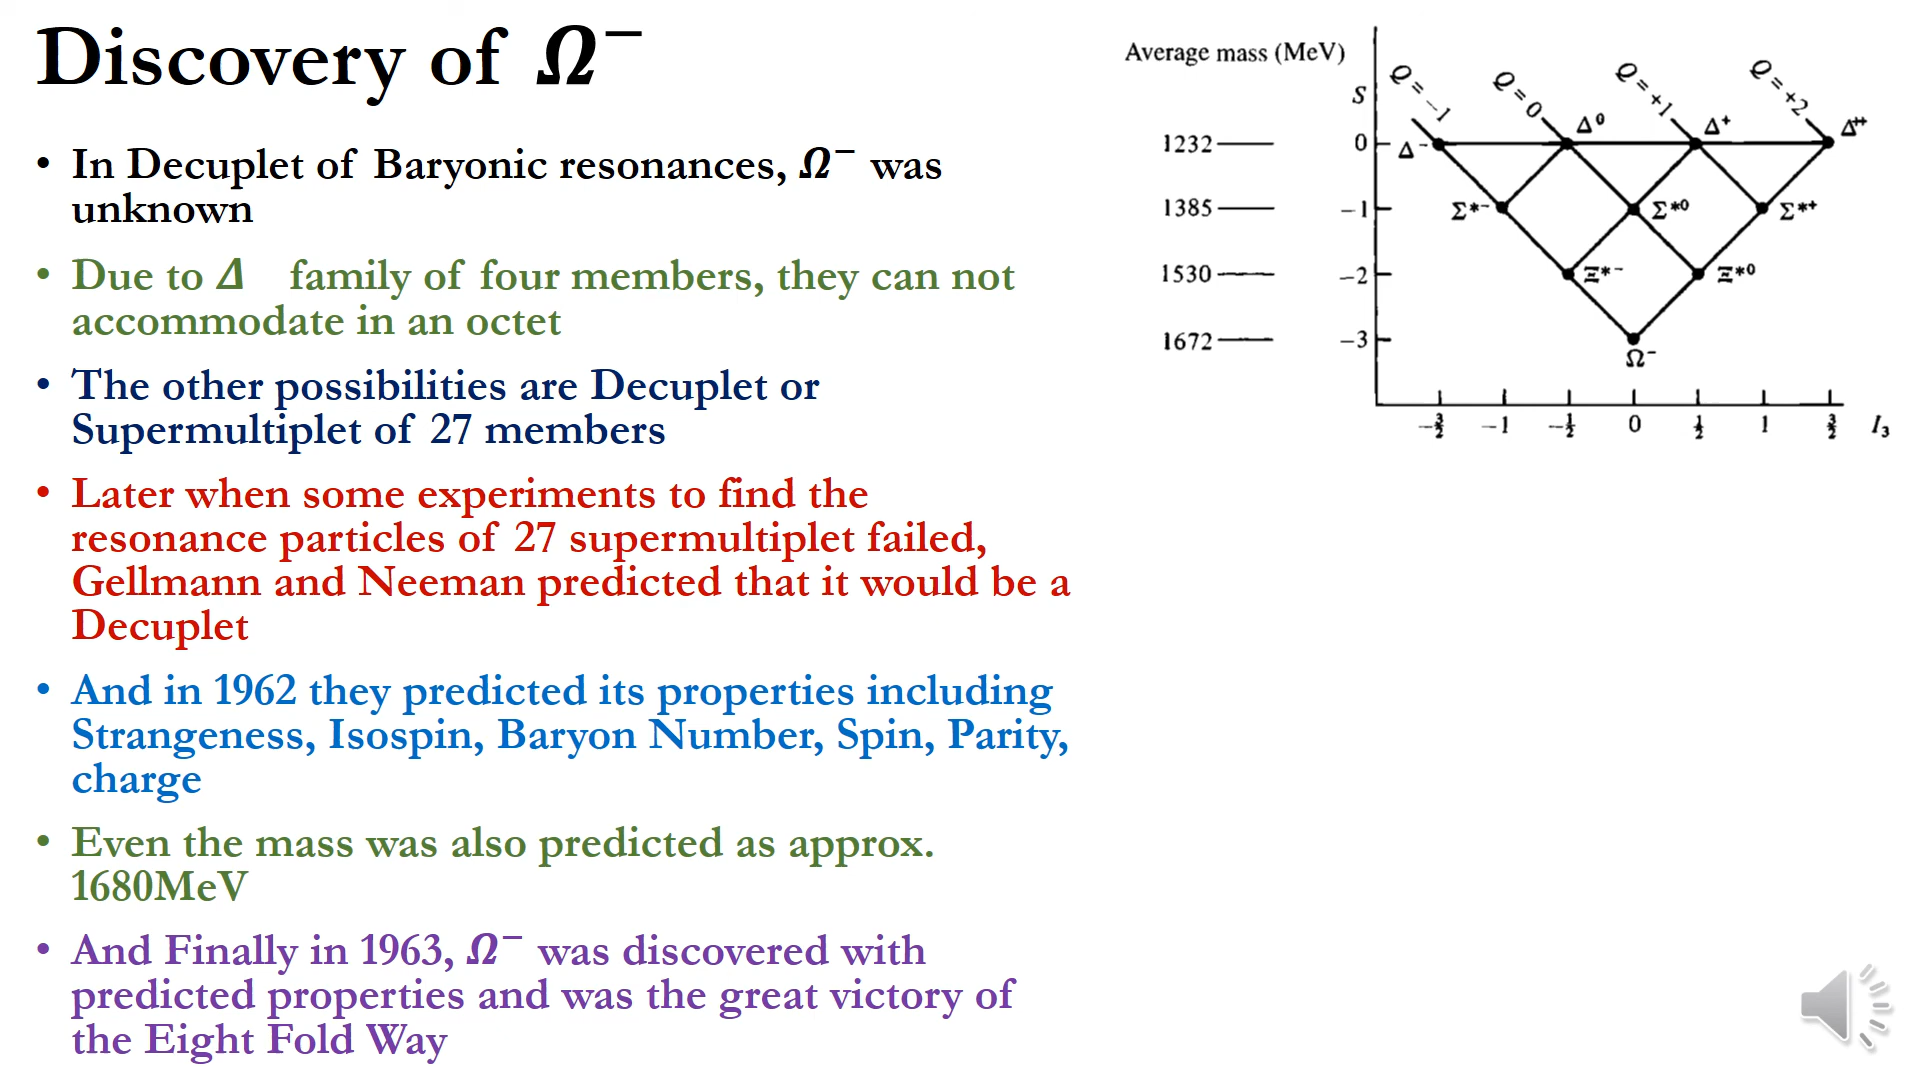 Discovery of Ω⁻
• In Decuplet of Baryonic resonances, Ω⁻ was
unknown
• Due to Δ family of four members, they can not
accommodate in an octet
• The other possibilities are Decuplet or
Supermultiplet of 27 members
• Later when some experiments to find the
resonance particles of 27 supermultiplet failed,
Gellmann and Neeman predicted that it would be a
Decuplet
• And in 1962 they predicted its properties including
Strangeness, Isospin, Baryon Number, Spin, Parity,
charge
• Even the mass was also predicted as approx.
1680MeV
• And Finally in 1963, Ω⁻ was discovered with
predicted properties and was the great victory of
the Eight Fold Way
Average mass (MeV)
S
Q = −1 Q = 0 Q = +1 Q = +2
1232 0 Δ⁻ Δ⁰ Δ⁺ Δ⁺⁺
1385 −1 Σ*⁻ Σ*⁰ Σ*⁺
1530 −2 Ξ*⁻ Ξ*⁰
1672 −3
Ω⁻
−3/2 −1 −1/2 0 1/2 1 3/2 I₃